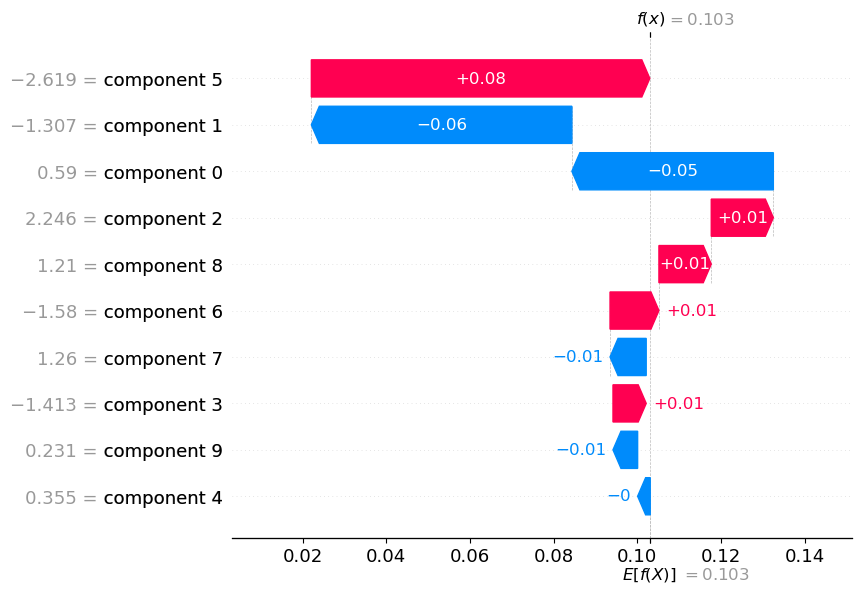 f(x) = 0.103
−2.619 = component 5 +0.08
−1.307 = component 1 −0.06
0.59 = component 0 −0.05
2.246 = component 2 +0.01
1.21 = component 8 +0.01
−1.58 = component 6 +0.01
1.26 = component 7 −0.01
−1.413 = component 3 +0.01
0.231 = component 9 −0.01
0.355 = component 4 −0
0.02 0.04 0.06 0.08 0.10 0.12 0.14
E[f(X)] = 0.103